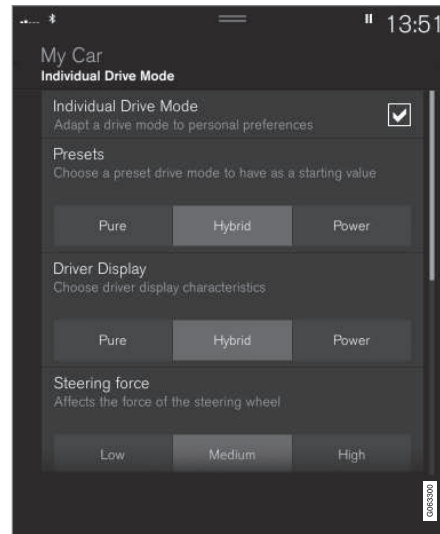 13:51
My Car
Individual Drive Mode
Individual Drive Mode
Adapt a drive mode to personal preferences
Presets
Choose a preset drive mode to have as a starting value
Pure Hybrid Power
Driver Display
Choose driver display characteristics
Pure Hybrid Power
Steering force
Affects the force of the steering wheel
Low Medium High
G063300